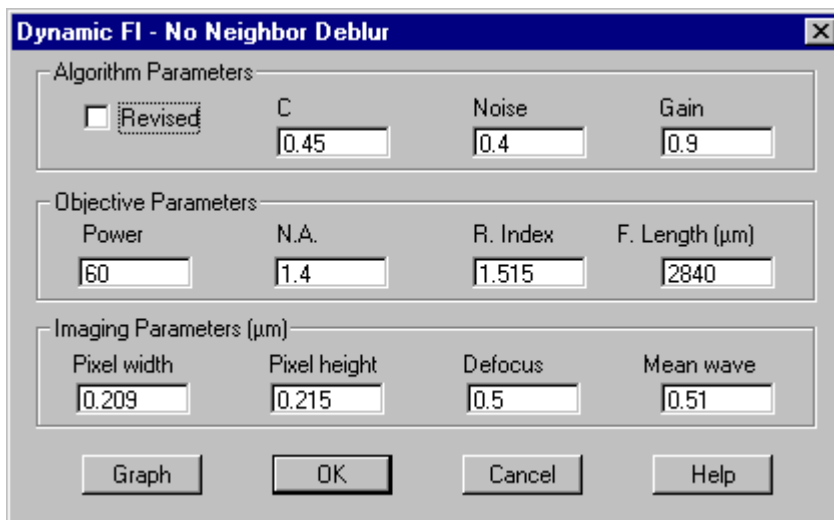 Dynamic FI - No Neighbor Deblur
Algorithm Parameters
Revised C Noise Gain
0.45 0.4 0.9
Objective Parameters
Power N.A. R. Index F. Length (µm)
60 1.4 1.515 2840
Imaging Parameters (µm)
Pixel width Pixel height Defocus Mean wave
0.209 0.215 0.5 0.51
Graph OK Cancel Help